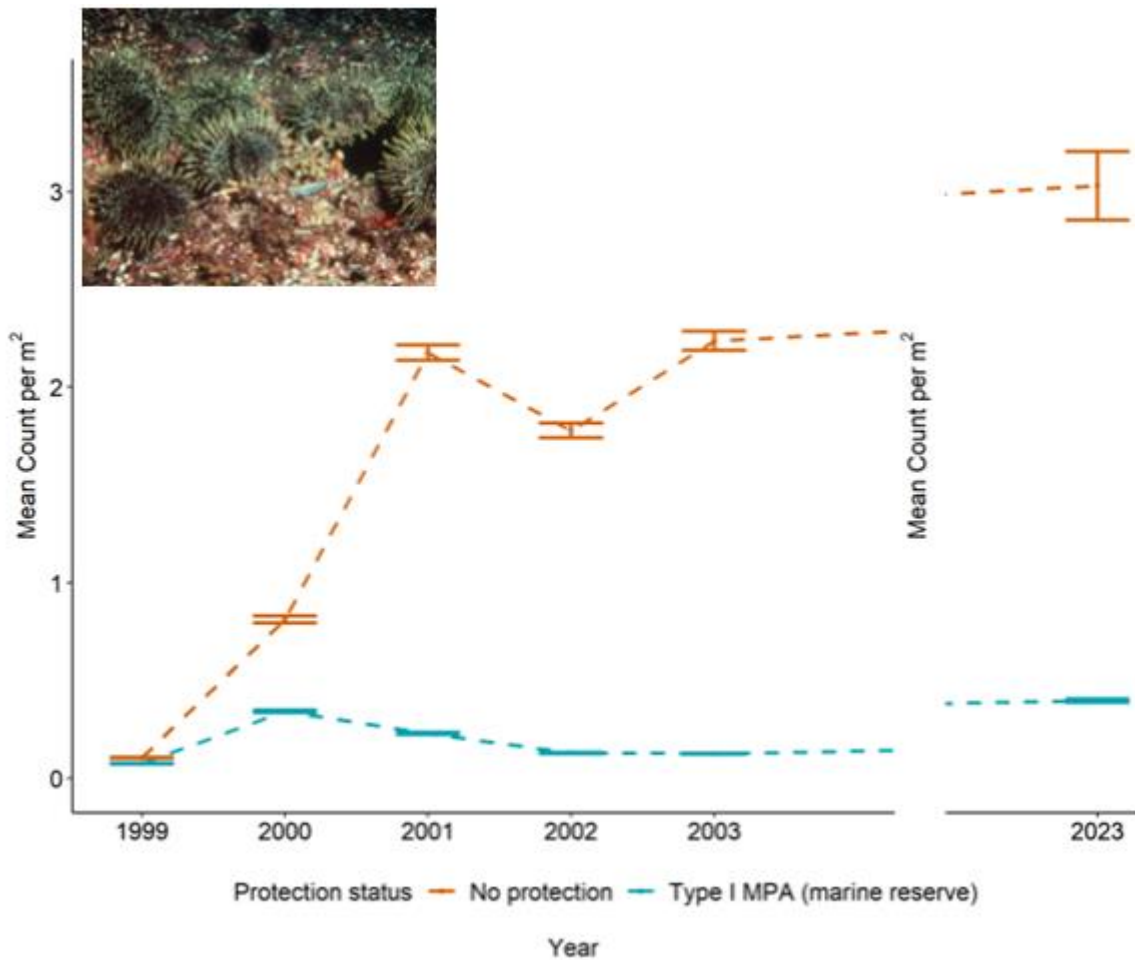 3
2
1
0
Mean Count per m²
Mean Count per m²
1999 2000 2001 2002 2003 2023
Protection status No protection Type I MPA (marine reserve)
Year